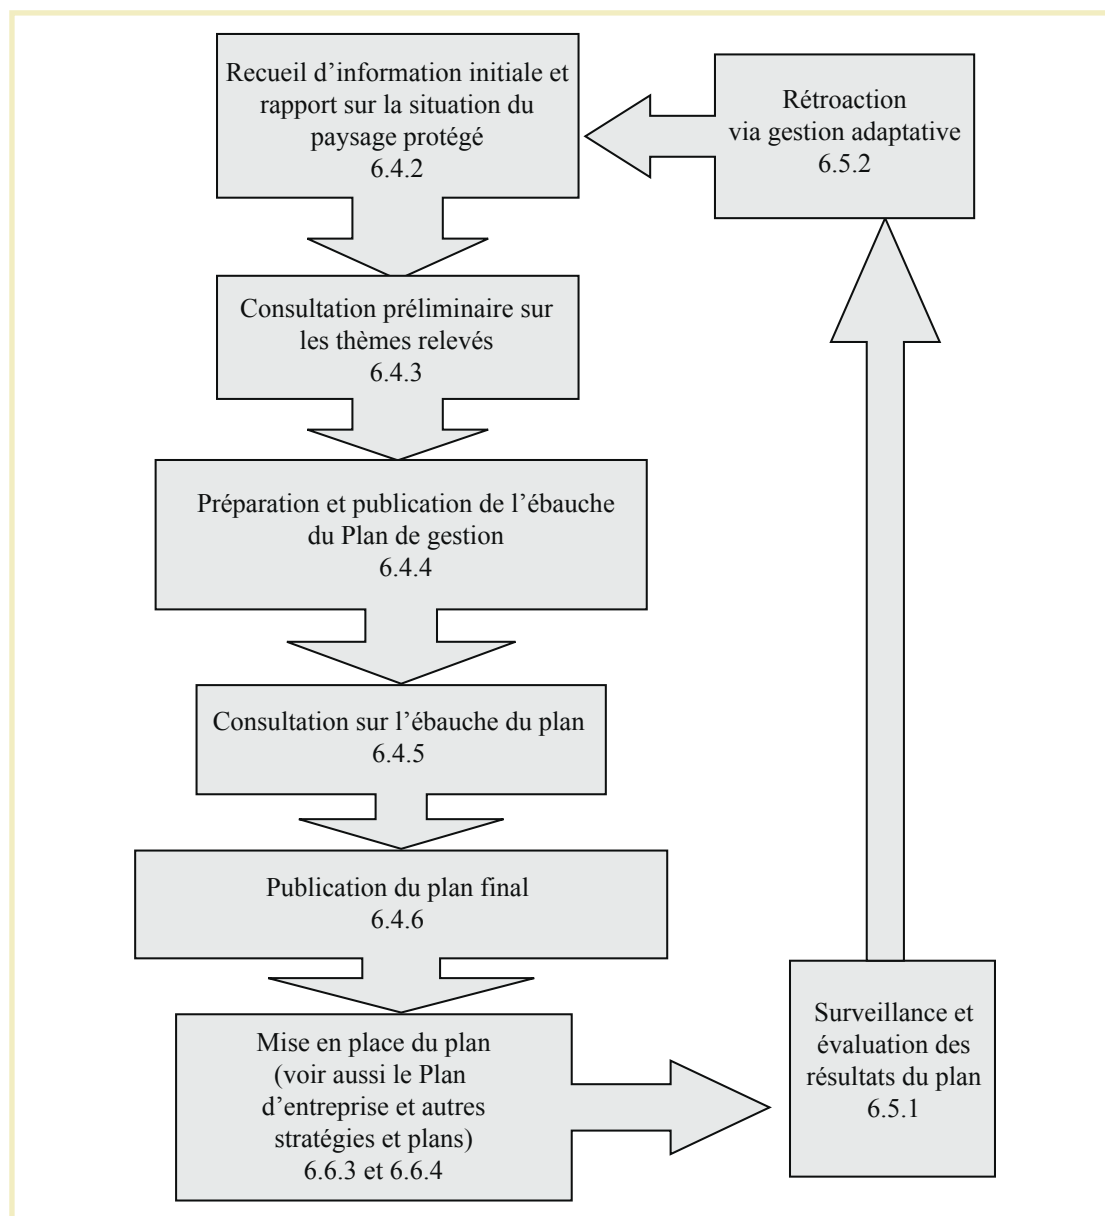 Recueil d’information initiale et
rapport sur la situation du
paysage protégé
6.4.2
Consultation préliminaire sur
les thèmes relevés
6.4.3
Préparation et publication de l’ébauche
du Plan de gestion
6.4.4
Consultation sur l’ébauche du plan
6.4.5
Publication du plan final
6.4.6
Mise en place du plan
(voir aussi le Plan
d’entreprise et autres
stratégies et plans)
6.6.3 et 6.6.4
Surveillance et
évaluation des
résultats du plan
6.5.1
Rétroaction
via gestion adaptative
6.5.2